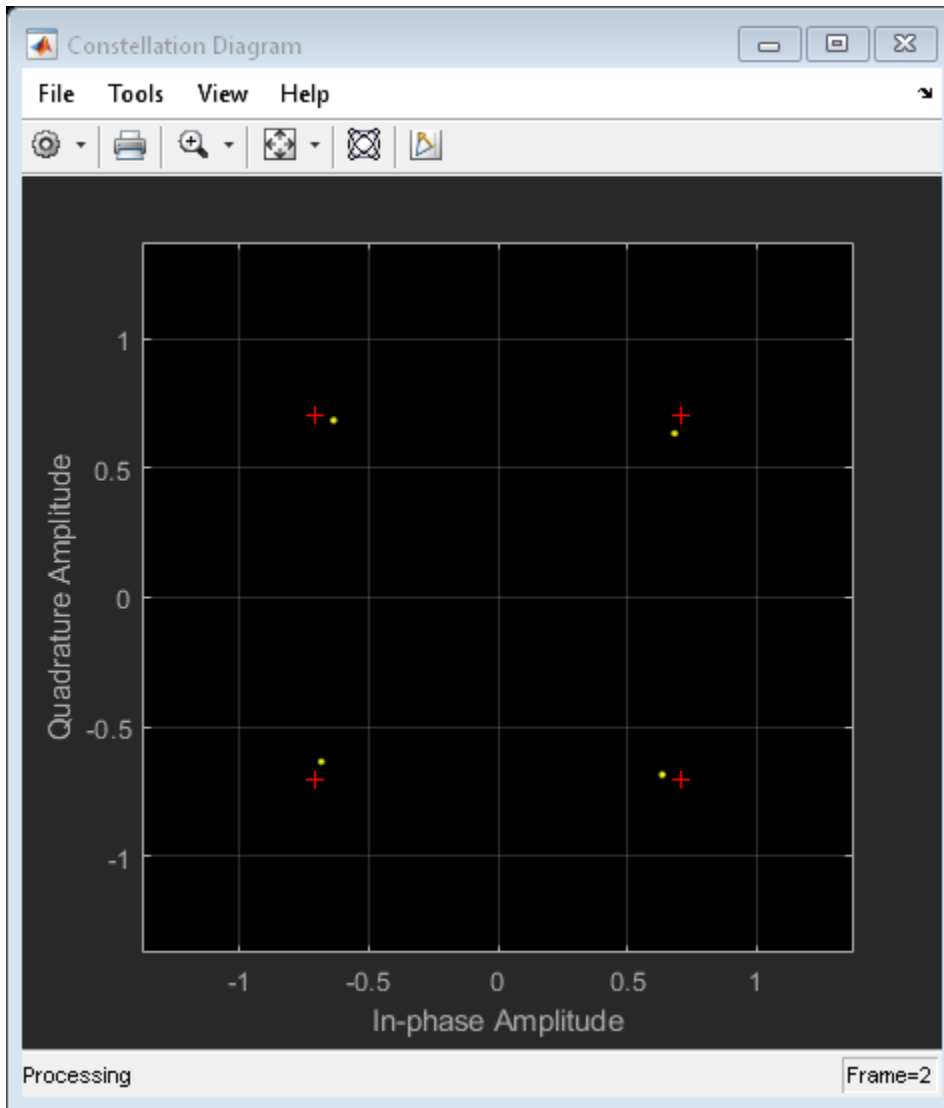 Constellation Diagram
File Tools View Help
1
0.5
0
-0.5
-1
Quadrature Amplitude
-1 -0.5 0 0.5 1
In-phase Amplitude
Processing Frame=2